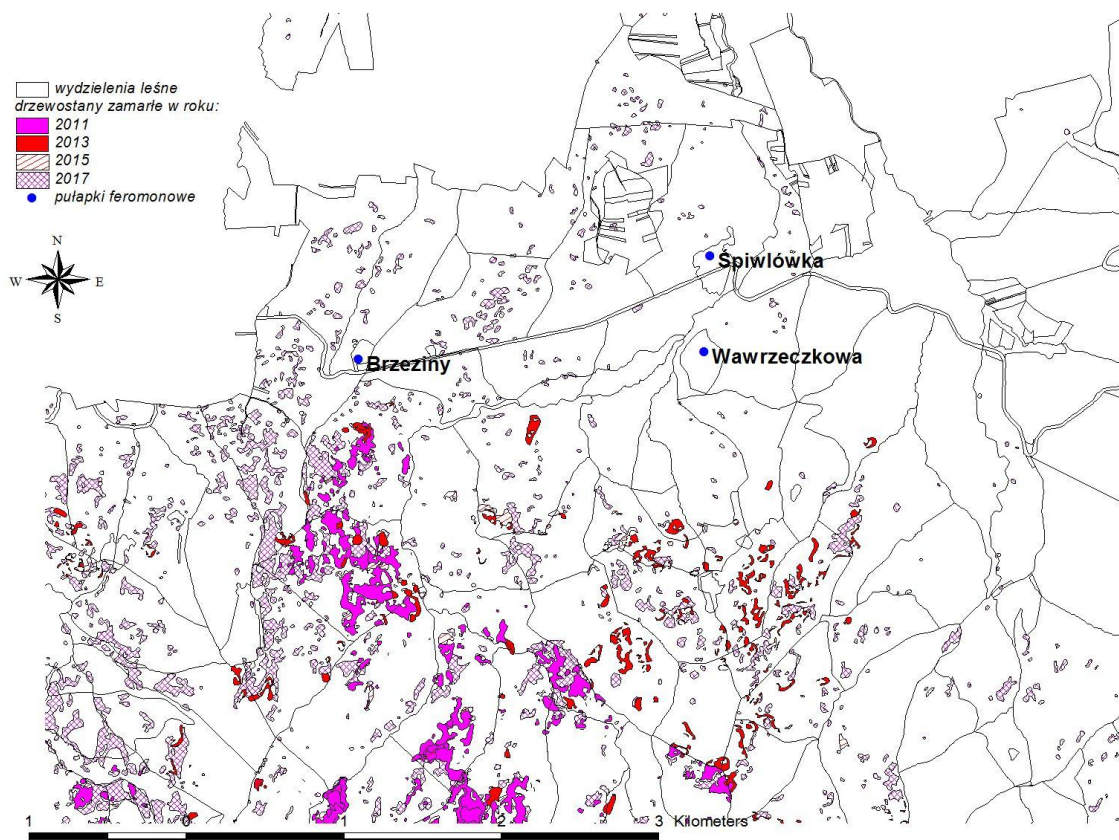 wydzielenia leśne
drzewostany zamarłe w roku:
2011
2013
2015
2017
pułapki feromonowe
N
W E
S
Śpiwlówka
Wawrzeczkowa
Brzeziny
1 0 1 2 3 Kilometers